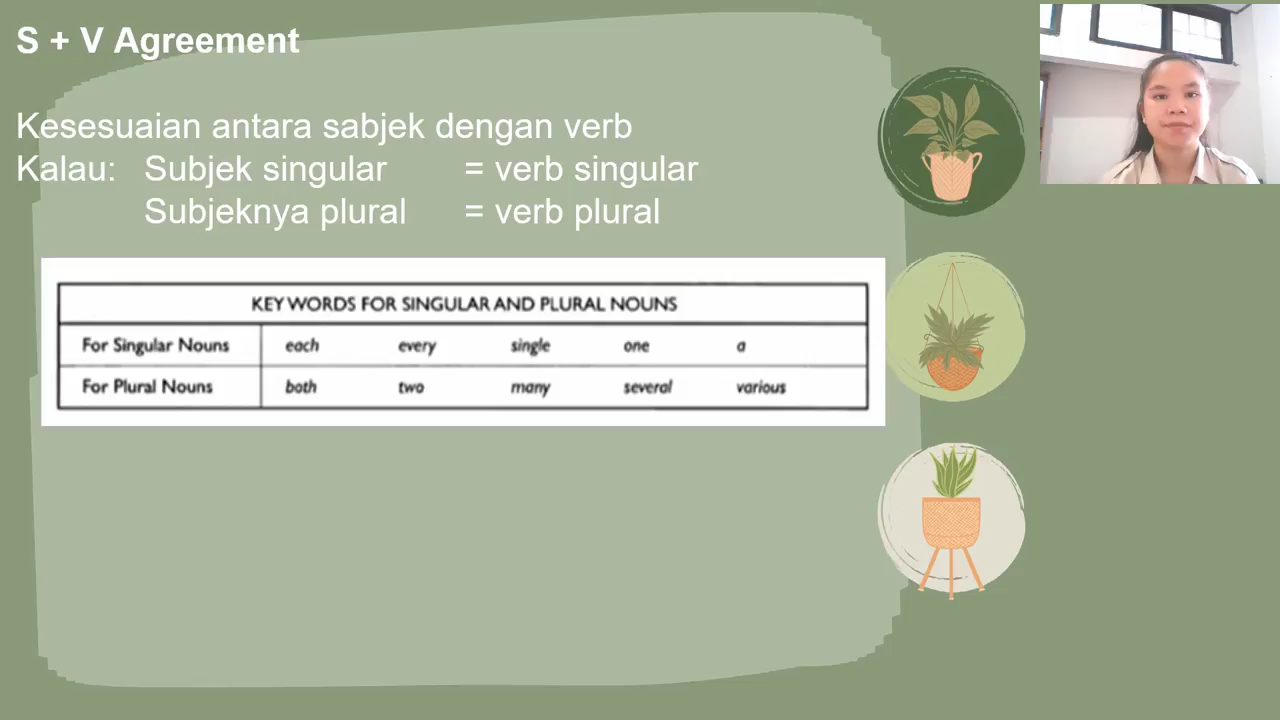 S + V Agreement
Kesesuaian antara sabjek dengan verb
Kalau: Subjek singular = verb singular
Subjeknya plural = verb plural
KEY WORDS FOR SINGULAR AND PLURAL NOUNS
For Singular Nouns each every single one a
For Plural Nouns both two many several various